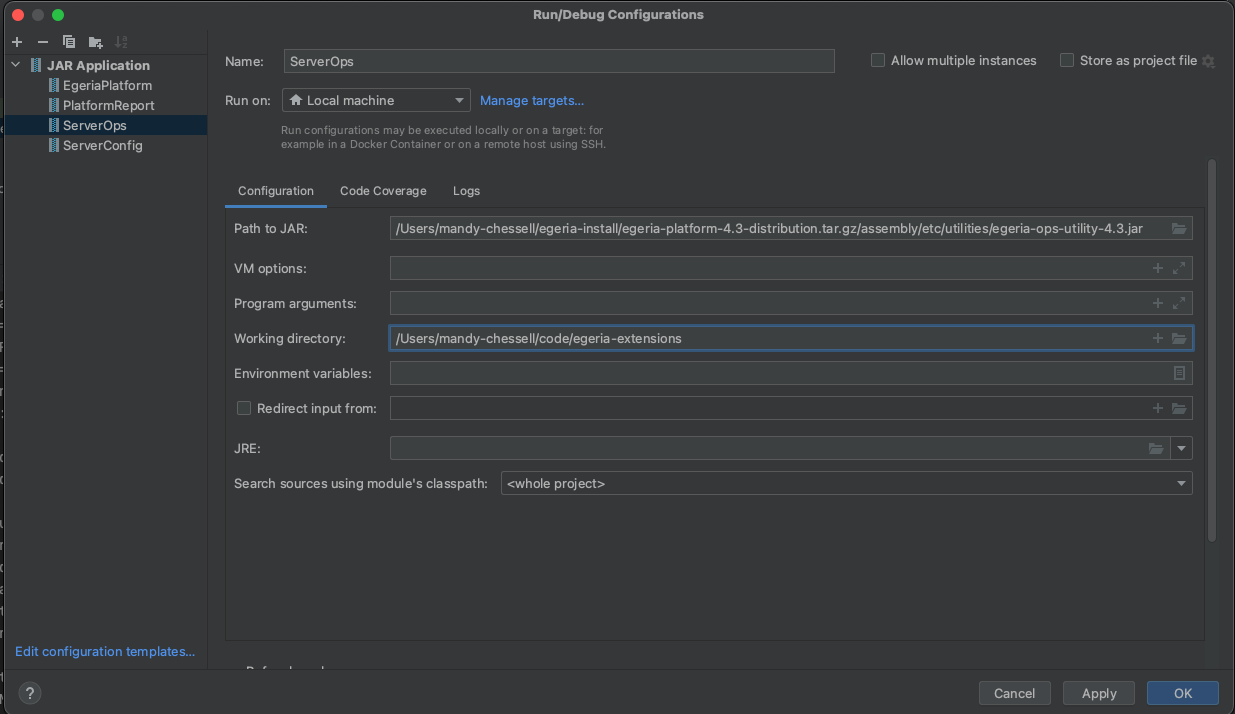 Run/Debug Configurations
JAR Application
EgeriaPlatform
PlatformReport
ServerOps
ServerConfig
Edit configuration templates...
Name: ServerOps
Allow multiple instances
Store as project file
Run on: Local machine
Manage targets...
Run configurations may be executed locally or on a target: for
example in a Docker Container or on a remote host using SSH.
Configuration Code Coverage Logs
Path to JAR: /Users/mandy-chessell/egeria-install/egeria-platform-4.3-distribution.tar.gz/assembly/etc/utilities/egeria-ops-utility-4.3.jar
VM options:
Program arguments:
Working directory: /Users/mandy-chessell/code/egeria-extensions
Environment variables:
Redirect input from:
JRE:
Search sources using module's classpath: <whole project>
? Cancel Apply OK